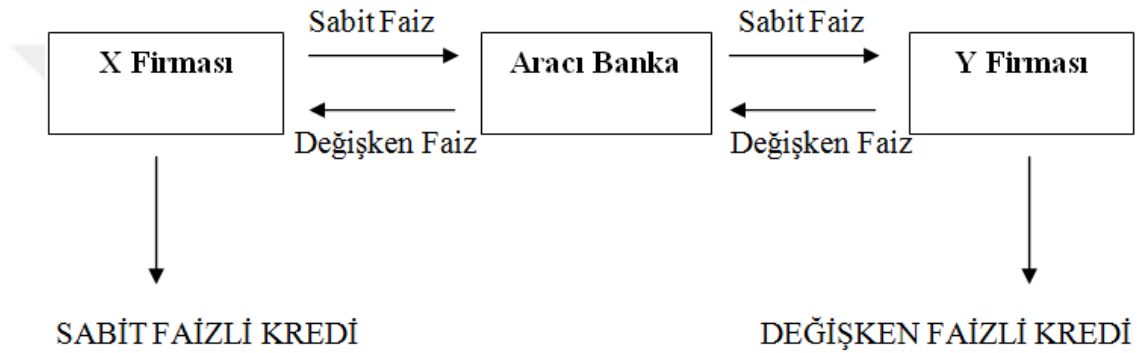 Sabit Faiz
Sabit Faiz
X Firması
Aracı Banka
Y Firması
Değişken Faiz
Değişken Faiz
SABİT FAİZLİ KREDİ
DEĞİŞKEN FAİZLİ KREDİ